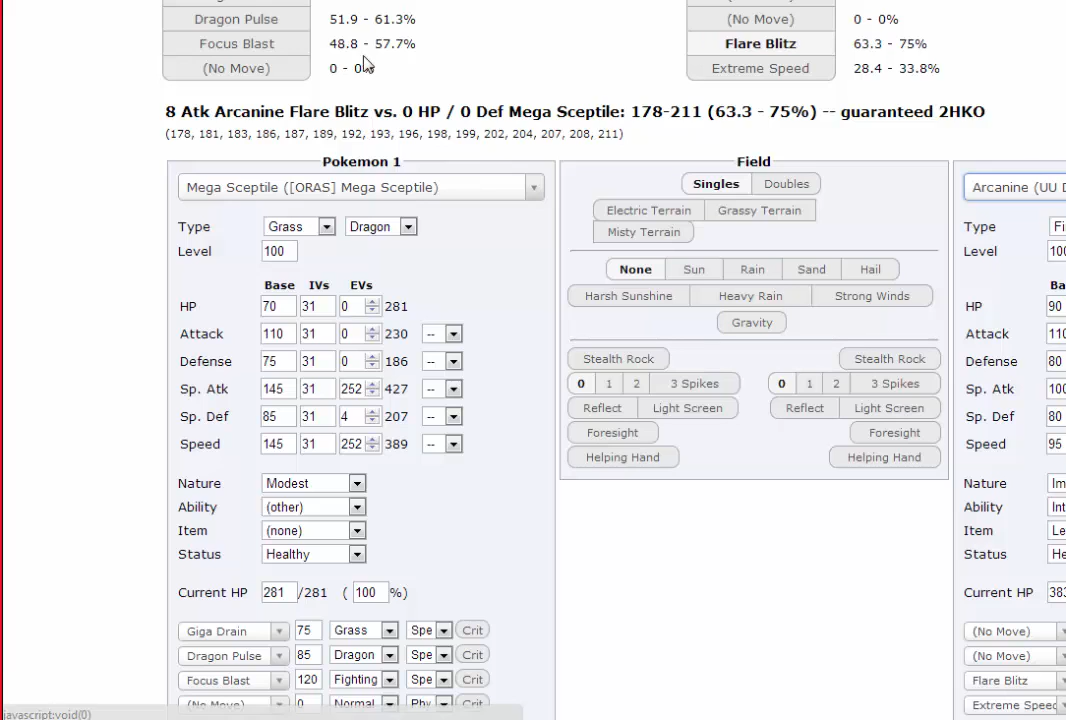 Dragon Pulse 51.9 - 61.3% (No Move) 0 - 0%
Focus Blast 48.8 - 57.7% Flare Blitz 63.3 - 75%
(No Move) 0 - 0% Extreme Speed 28.4 - 33.8%
8 Atk Arcanine Flare Blitz vs. 0 HP / 0 Def Mega Sceptile: 178-211 (63.3 - 75%) -- guaranteed 2HKO
(178, 181, 183, 186, 187, 189, 192, 193, 196, 198, 199, 202, 204, 207, 208, 211)
Pokemon 1 Field
Mega Sceptile ([ORAS] Mega Sceptile) Singles Doubles Arcanine (UU
Electric Terrain Grassy Terrain
Type Grass Dragon Misty Terrain Type
Level 100 Level
None Sun Rain Sand Hail
Base IVs EVs
HP 70 31 0 281 Harsh Sunshine Heavy Rain Strong Winds HP 90
Attack 110 31 0 230 -- Gravity Attack
Defense 75 31 0 186 -- Stealth Rock Stealth Rock Defense 80
Sp. Atk 145 31 252 427 -- 0 1 2 3 Spikes 0 1 2 3 Spikes Sp. Atk
Sp. Def 85 31 4 207 -- Reflect Light Screen Reflect Light Screen Sp. Def 80
Foresight Foresight
Speed 145 31 252 389 -- Helping Hand Helping Hand Speed 95
Nature Modest Nature
Ability (other) Ability
Item (none) Item
Status Healthy Status
Current HP 281 /281 ( 100 %) Current HP 383
Giga Drain 75 Grass Spe Crit (No Move)
Dragon Pulse 85 Dragon Spe Crit (No Move)
Focus Blast 120 Fighting Spe Crit Flare Blitz
(No Move) 0 Normal Phy Crit Extreme
javascript:void(0)